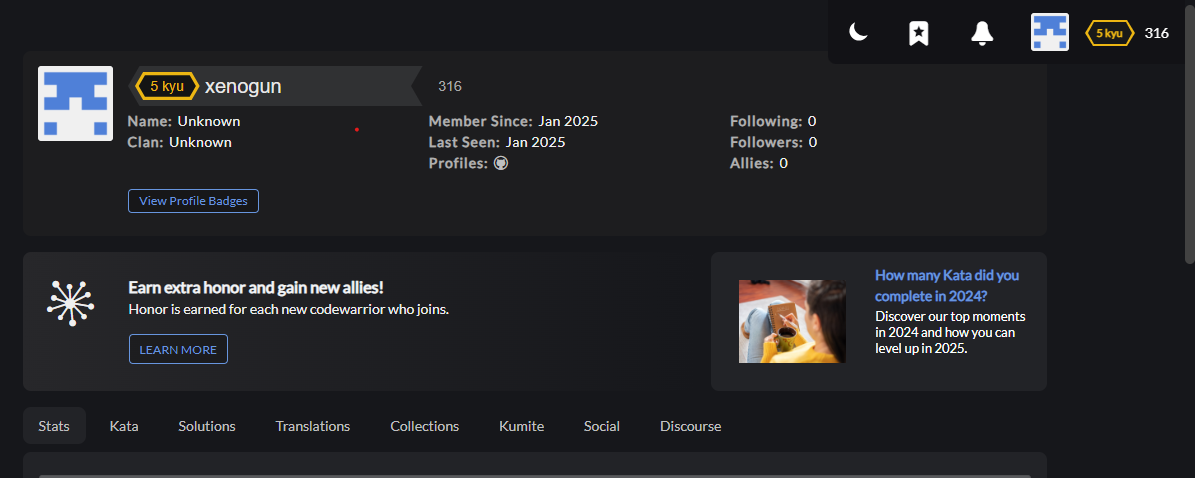 5 kyu 316
5 kyu xenogun 316
Name: Unknown
Clan: Unknown
Member Since: Jan 2025
Last Seen: Jan 2025
Profiles:
Following: 0
Followers: 0
Allies: 0
View Profile Badges
Earn extra honor and gain new allies!
Honor is earned for each new codewarrior who joins.
LEARN MORE
How many Kata did you
complete in 2024?
Discover our top moments
in 2024 and how you can
level up in 2025.
Stats Kata Solutions Translations Collections Kumite Social Discourse